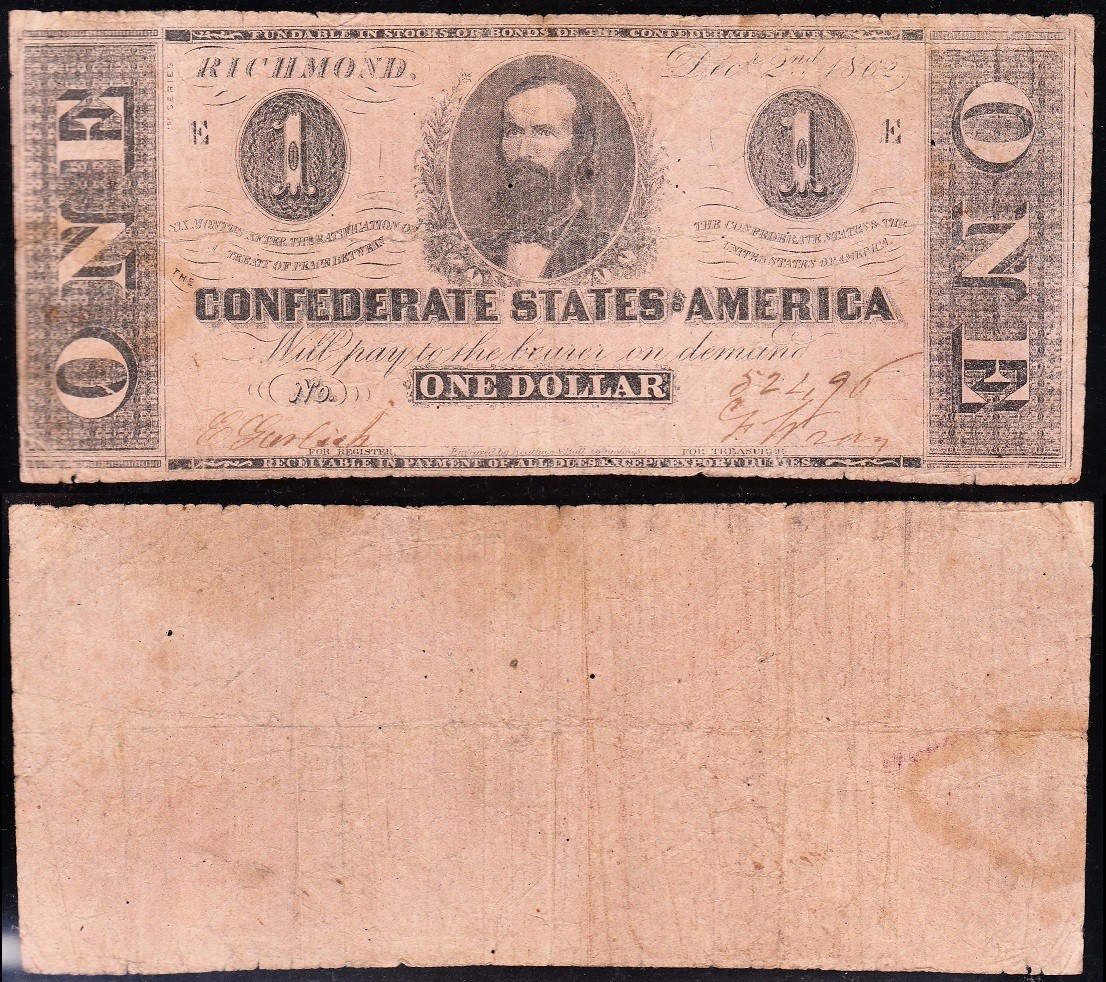 FUNDABLE IN STOCKS OR BONDS OF THE CONFEDERATE STATES
RICHMOND,
Decr. 2nd 1862
1st SERIES
E 1 1 E
ONE
ONE
SIX MONTHS AFTER THE RATIFICATION OF A
TREATY OF PEACE BETWEEN
THE CONFEDERATE STATES & THE
UNITED STATES OF AMERICA.
THE
CONFEDERATE STATES OF AMERICA
Will pay to the bearer on demand
No.
ONE DOLLAR
FOR REGISTER.
FOR TREASURER.
RECEIVABLE IN PAYMENT OF ALL DUES EXCEPT EXPORT DUTIES.